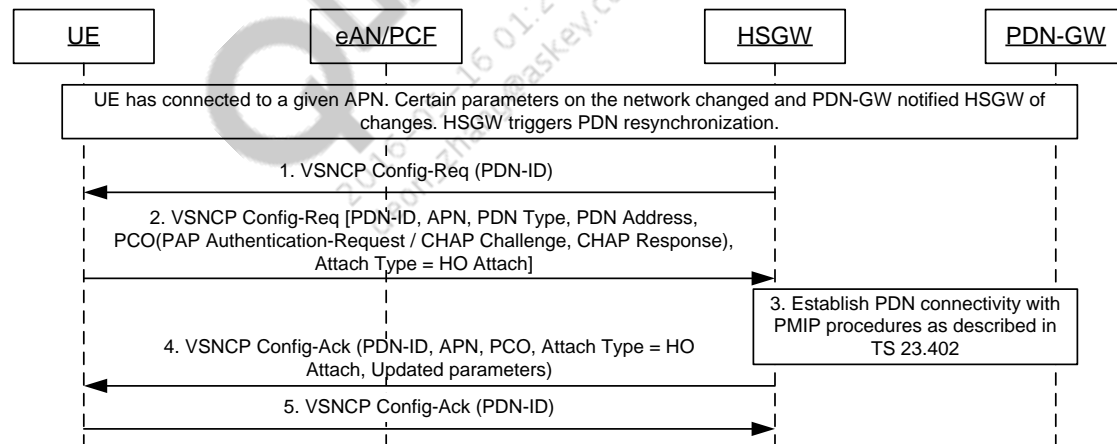 UE
eAN/PCF
HSGW
PDN-GW
UE has connected to a given APN. Certain parameters on the network changed and PDN-GW notified HSGW of
changes. HSGW triggers PDN resynchronization.
1. VSNCP Config-Req (PDN-ID)
2. VSNCP Config-Req [PDN-ID, APN, PDN Type, PDN Address,
PCO(PAP Authentication-Request / CHAP Challenge, CHAP Response),
Attach Type = HO Attach]
3. Establish PDN connectivity with
PMIP procedures as described in
TS 23.402
4. VSNCP Config-Ack (PDN-ID, APN, PCO, Attach Type = HO
Attach, Updated parameters)
5. VSNCP Config-Ack (PDN-ID)